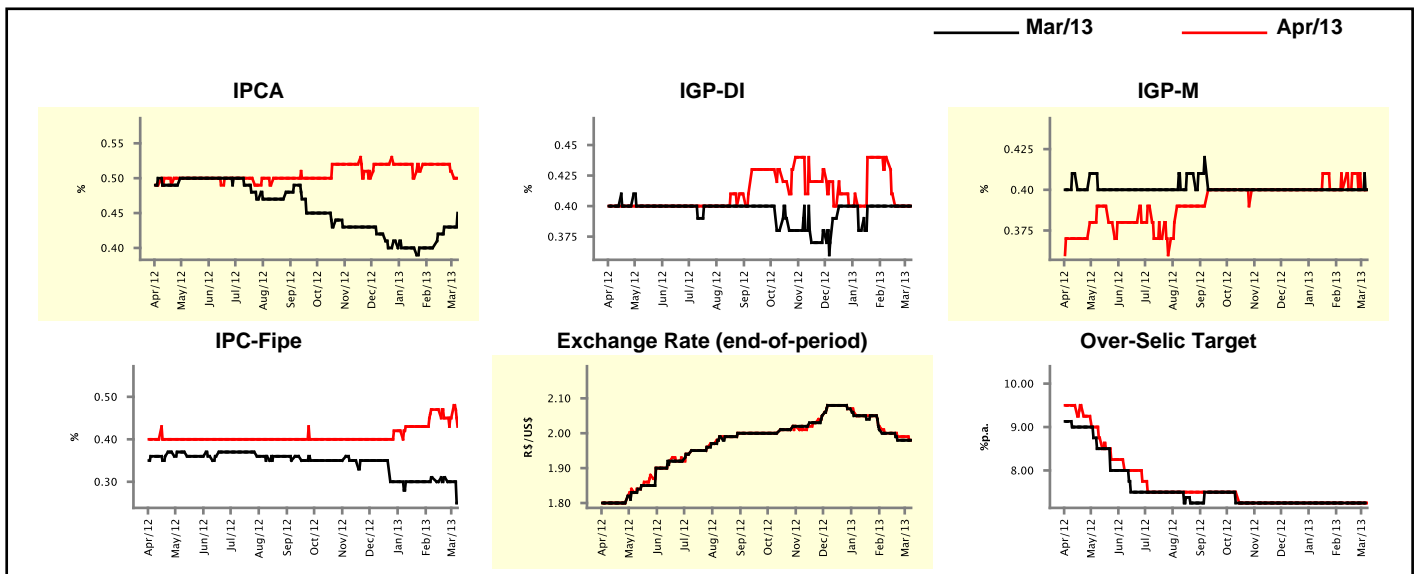 Mar/13 Apr/13
IPCA IGP-DI IGP-M
%
0.55
0.50
0.45
0.40
Apr/12 May/12 Jun/12 Jul/12 Aug/12 Sep/12 Oct/12 Nov/12 Dec/12 Jan/13 Feb/13 Mar/13
%
0.45
0.425
0.40
0.375
Apr/12 May/12 Jun/12 Jul/12 Aug/12 Sep/12 Oct/12 Nov/12 Dec/12 Jan/13 Feb/13 Mar/13
%
0.425
0.40
0.375
Apr/12 May/12 Jun/12 Jul/12 Aug/12 Sep/12 Oct/12 Nov/12 Dec/12 Jan/13 Feb/13 Mar/13
IPC-Fipe Exchange Rate (end-of-period) Over-Selic Target
%
0.50
0.40
0.30
Apr/12 May/12 Jun/12 Jul/12 Aug/12 Sep/12 Oct/12 Nov/12 Dec/12 Jan/13 Feb/13 Mar/13
R$/US$
2.10
2.00
1.90
1.80
Apr/12 May/12 Jun/12 Jul/12 Aug/12 Sep/12 Oct/12 Nov/12 Dec/12 Jan/13 Feb/13 Mar/13
%p.a.
10.00
9.00
8.00
Apr/12 May/12 Jun/12 Jul/12 Aug/12 Sep/12 Oct/12 Nov/12 Dec/12 Jan/13 Feb/13 Mar/13